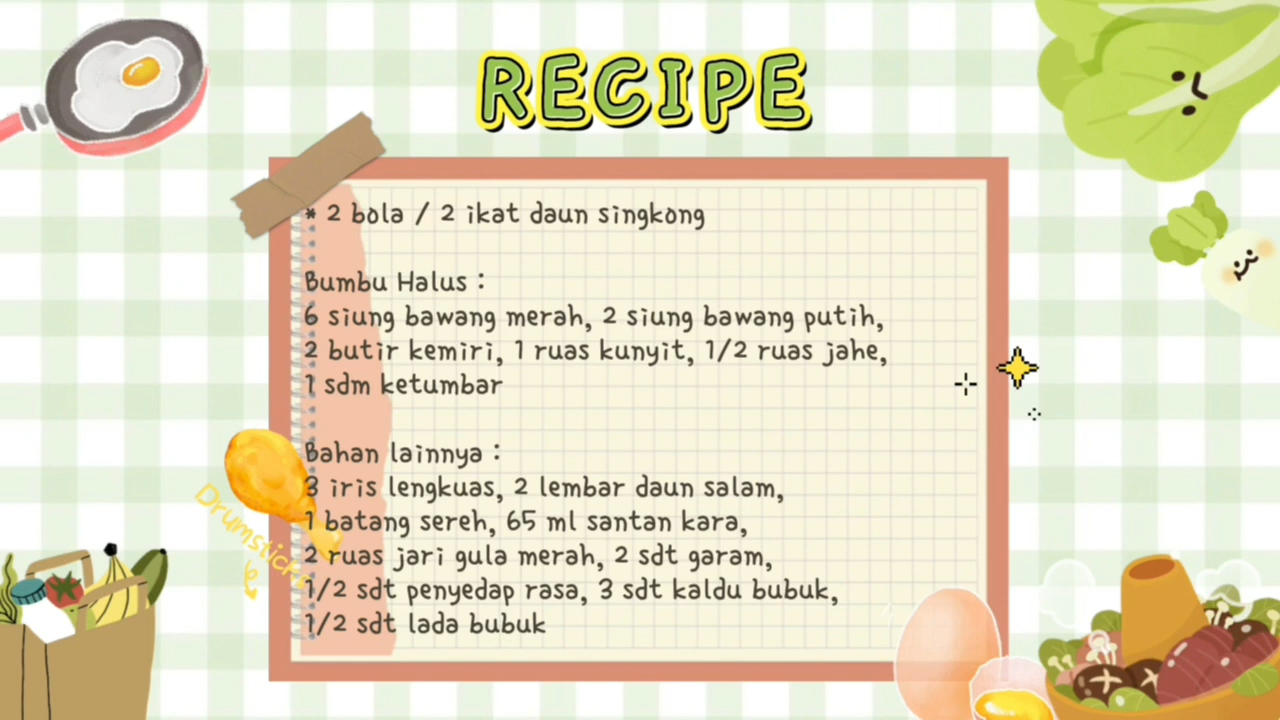 RECIPE
* 2 bola / 2 ikat daun singkong
Bumbu Halus :
6 siung bawang merah, 2 siung bawang putih,
2 butir kemiri, 1 ruas kunyit, 1/2 ruas jahe,
1 sdm ketumbar
Bahan lainnya :
3 iris lengkuas, 2 lembar daun salam,
1 batang sereh, 65 ml santan kara,
2 ruas jari gula merah, 2 sdt garam,
1/2 sdt penyedap rasa, 3 sdt kaldu bubuk,
1/2 sdt lada bubuk
Drumsticks